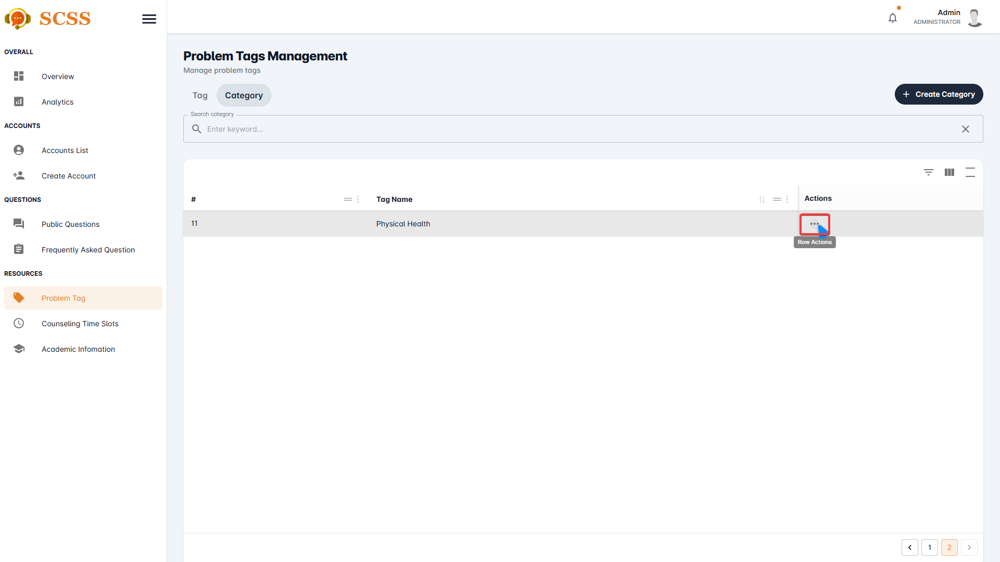 SCSS
Admin
ADMINISTRATOR
OVERALL
Overview
Analytics
ACCOUNTS
Accounts List
Create Account
QUESTIONS
Public Questions
Frequently Asked Question
RESOURCES
Problem Tag
Counseling Time Slots
Academic Infomation
Problem Tags Management
Manage problem tags
Tag
Category
+ Create Category
Search category
Enter keyword...
#
Tag Name
Actions
11
Physical Health
Row Actions
1
2